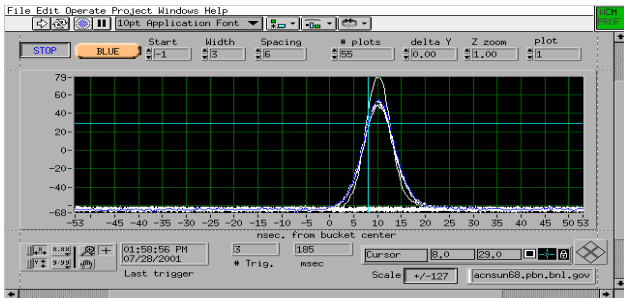 File Edit Operate Project Windows Help
10pt Application Font
WCM PROF
Start Width Spacing # plots delta Y Z zoom plot
STOP BLUE -1 3 6 55 0.00 1.00 1
79-
60-
40-
20-
0-
-20-
-40-
-68-
-53 -45 -40 -35 -30 -25 -20 -15 -10 -5 0 5 10 15 20 25 30 35 40 45 50 53
nsec. from bucket center
01:58:56 PM
07/28/2001
Last trigger
3 185
# Trig. msec
Cursor 8.0 29.0
Scale +/-127 acnsun68.pbn.bnl.gov